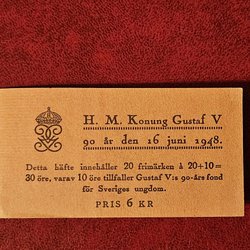 H. M. Konung Gustaf V
90 år den 16 juni 1948.
Detta häfte innehåller 20 frimärken à 20+10=
30 öre, varav 10 öre tillfaller Gustaf V:s 90-års fond
för Sveriges ungdom.
PRIS 6 KR